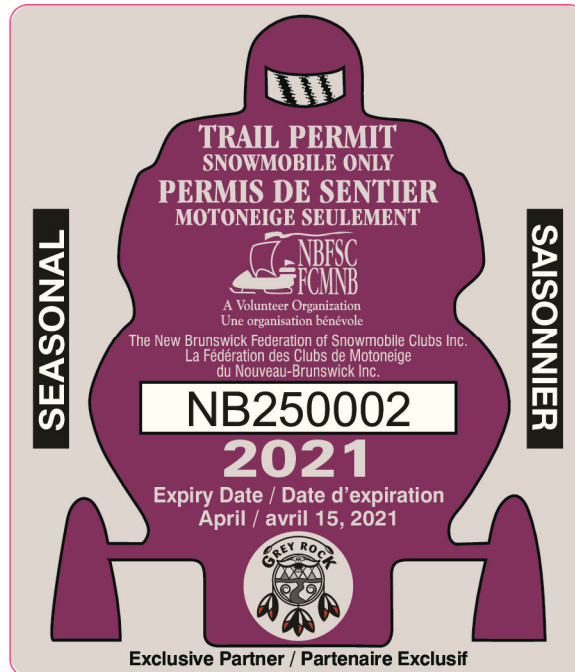 TRAIL PERMIT
SNOWMOBILE ONLY
PERMIS DE SENTIER
MOTONEIGE SEULEMENT
NBFSC
FCMNB
A Volunteer Organization
Une organisation bénévole
The New Brunswick Federation of Snowmobile Clubs Inc.
La Fédération des Clubs de Motoneige
du Nouveau-Brunswick Inc.
SEASONAL
SAISONNIER
NB250002
2021
Expiry Date / Date d'expiration
April / avril 15, 2021
GREY ROCK
Exclusive Partner / Partenaire Exclusif